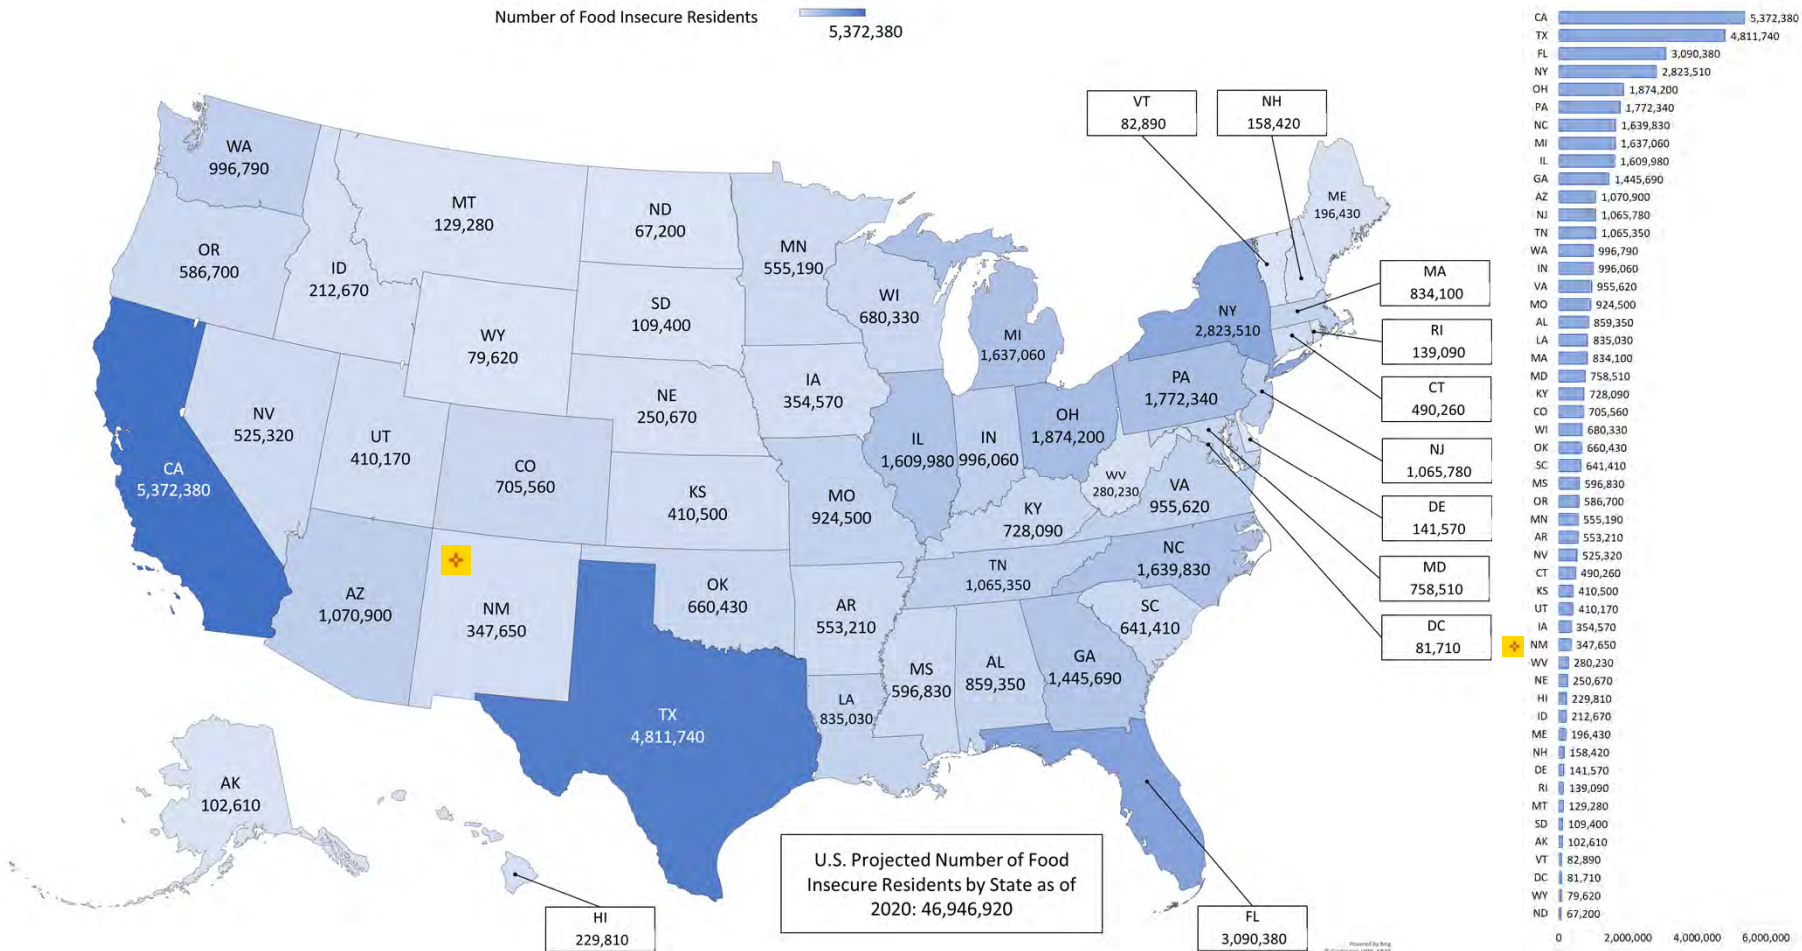 Number of Food Insecure Residents
5,372,380
WA
996,790
OR
586,700
ID
212,670
MT
129,280
ND
67,200
MN
555,190
SD
109,400
WY
79,620
WI
680,330
MI
1,637,060
NY
2,823,510
ME
196,430
VT
82,890
NH
158,420
MA
834,100
RI
139,090
CT
490,260
NJ
1,065,780
DE
141,570
MD
758,510
DC
81,710
CA
5,372,380
NV
525,320
UT
410,170
CO
705,560
NE
250,670
IA
354,570
IL
1,609,980
IN
996,060
OH
1,874,200
PA
1,772,340
KS
410,500
MO
924,500
KY
728,090
WV
280,230
VA
955,620
AZ
1,070,900
NM
347,650
OK
660,430
AR
553,210
TN
1,065,350
NC
1,639,830
SC
641,410
MS
596,830
AL
859,350
GA
1,445,690
TX
4,811,740
LA
835,030
AK
102,610
HI
229,810
FL
3,090,380
U.S. Projected Number of Food
Insecure Residents by State as of
2020: 46,946,920
Powered by Bing
CA 5,372,380
TX 4,811,740
FL 3,090,380
NY 2,823,510
OH 1,874,200
PA 1,772,340
NC 1,639,830
MI 1,637,060
IL 1,609,980
GA 1,445,690
AZ 1,070,900
NJ 1,065,780
TN 1,065,350
WA 996,790
IN 996,060
VA 955,620
MO 924,500
AL 859,350
LA 835,030
MA 834,100
MD 758,510
KY 728,090
CO 705,560
WI 680,330
OK 660,430
SC 641,410
MS 596,830
OR 586,700
MN 555,190
AR 553,210
NV 525,320
CT 490,260
KS 410,500
UT 410,170
IA 354,570
NM 347,650
WV 280,230
NE 250,670
HI 229,810
ID 212,670
ME 196,430
NH 158,420
DE 141,570
RI 139,090
MT 129,280
SD 109,400
AK 102,610
VT 82,890
DC 81,710
WY 79,620
ND 67,200
0 2,000,000 4,000,000 6,000,000